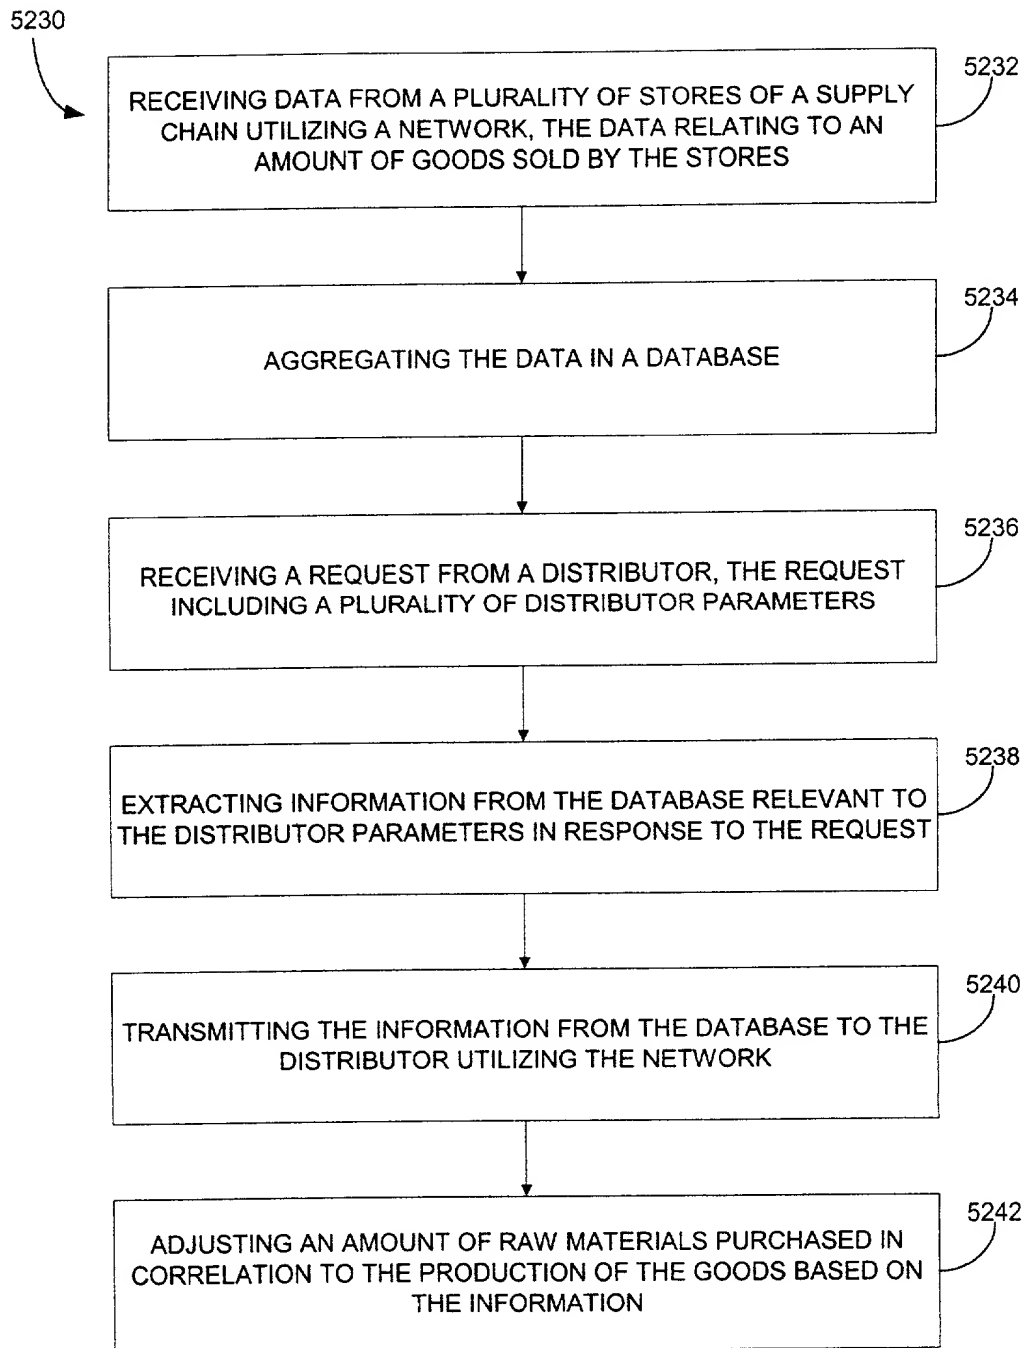 5230
5232
RECEIVING DATA FROM A PLURALITY OF STORES OF A SUPPLY
CHAIN UTILIZING A NETWORK, THE DATA RELATING TO AN
AMOUNT OF GOODS SOLD BY THE STORES
5234
AGGREGATING THE DATA IN A DATABASE
5236
RECEIVING A REQUEST FROM A DISTRIBUTOR, THE REQUEST
INCLUDING A PLURALITY OF DISTRIBUTOR PARAMETERS
5238
EXTRACTING INFORMATION FROM THE DATABASE RELEVANT TO
THE DISTRIBUTOR PARAMETERS IN RESPONSE TO THE REQUEST
5240
TRANSMITTING THE INFORMATION FROM THE DATABASE TO THE
DISTRIBUTOR UTILIZING THE NETWORK
5242
ADJUSTING AN AMOUNT OF RAW MATERIALS PURCHASED IN
CORRELATION TO THE PRODUCTION OF THE GOODS BASED ON
THE INFORMATION